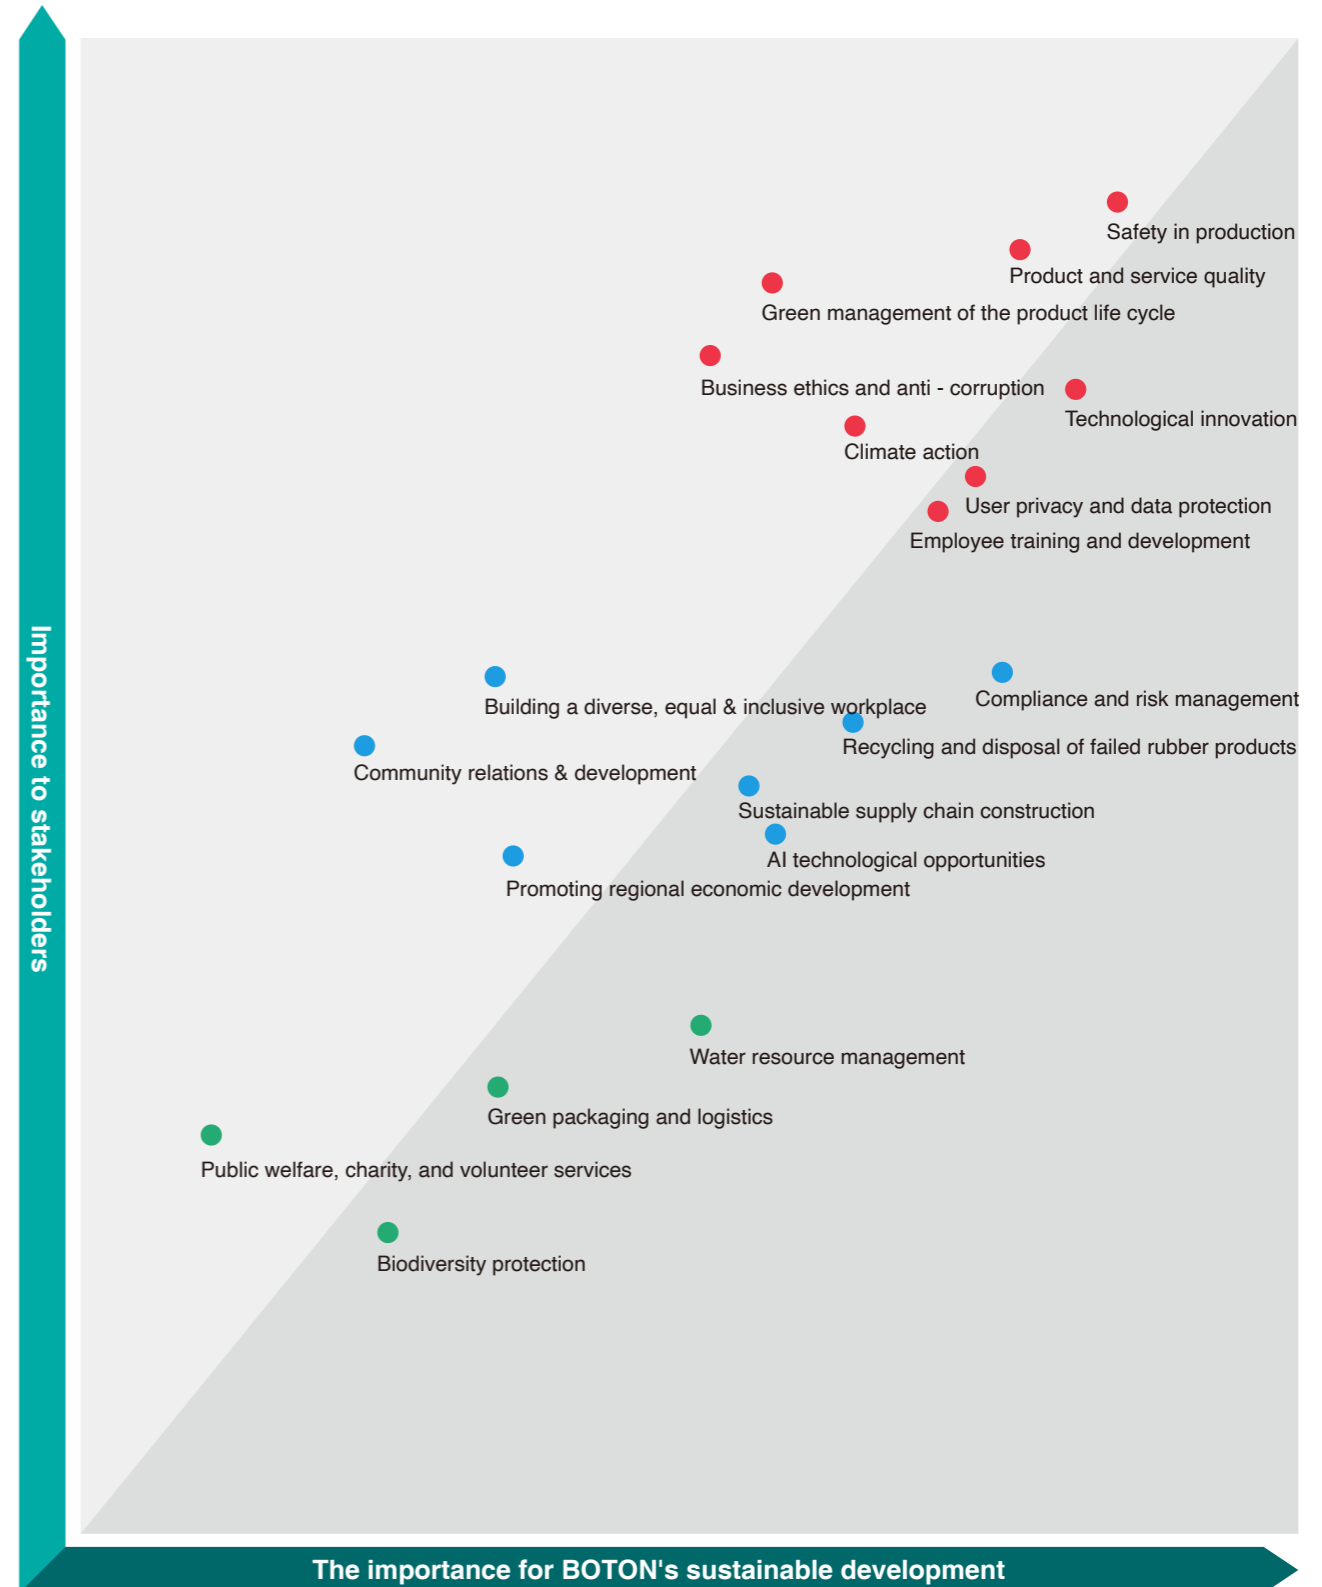 Safety in production
Product and service quality
Green management of the product life cycle
Business ethics and anti - corruption
Technological innovation
Climate action
User privacy and data protection
Employee training and development
Importance to stakeholders
Building a diverse, equal & inclusive workplace
Compliance and risk management
Recycling and disposal of failed rubber products
Community relations & development
Sustainable supply chain construction
AI technological opportunities
Promoting regional economic development
Water resource management
Green packaging and logistics
Public welfare, charity, and volunteer services
Biodiversity protection
The importance for BOTON's sustainable development